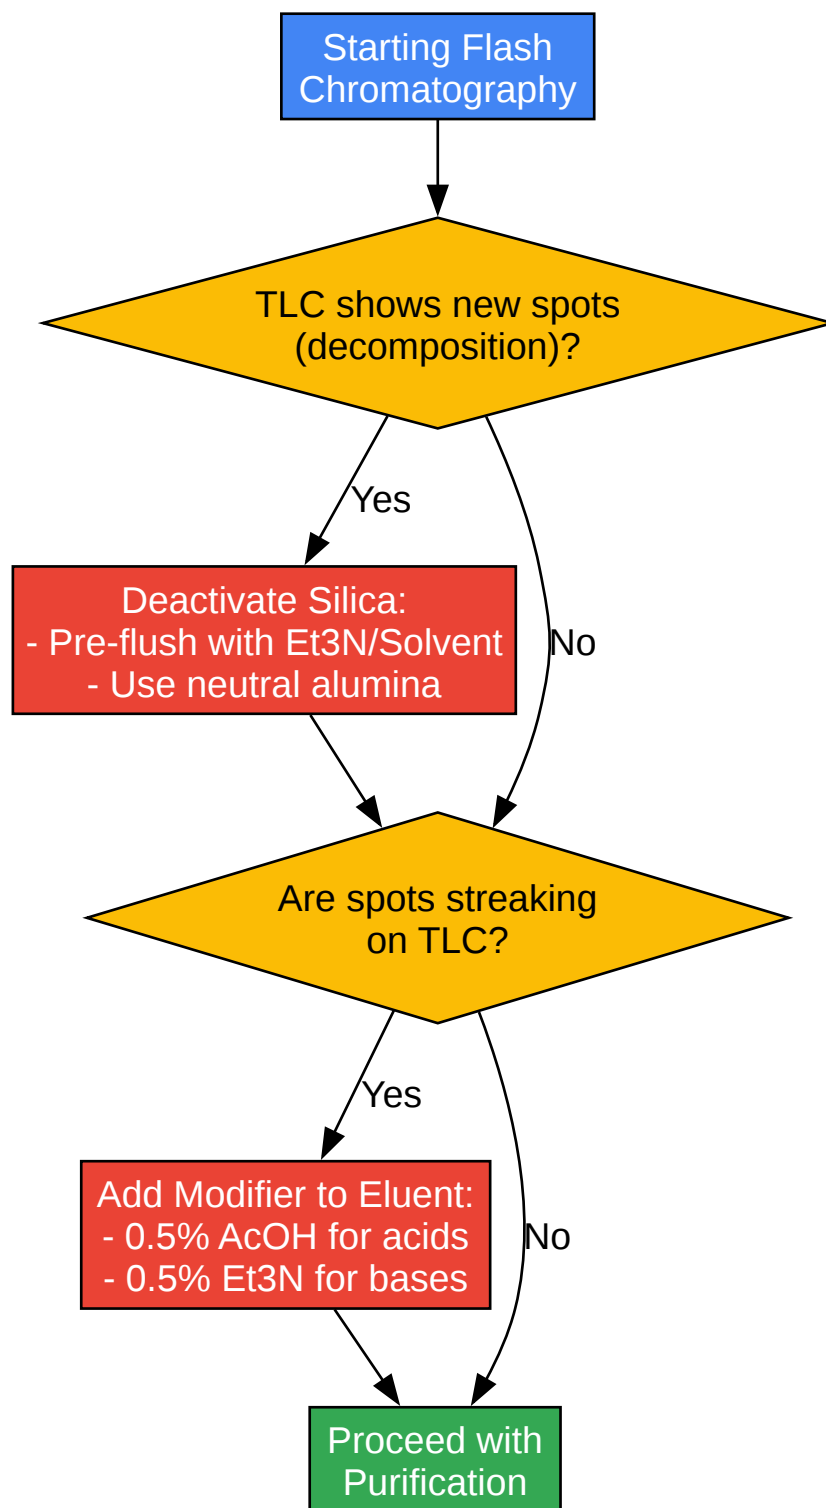 Starting Flash
Chromatography
TLC shows new spots
(decomposition)?
Yes
Deactivate Silica:
- Pre-flush with Et3N/Solvent
- Use neutral alumina
No
Are spots streaking
on TLC?
Yes
Add Modifier to Eluent:
- 0.5% AcOH for acids
- 0.5% Et3N for bases
No
Proceed with
Purification